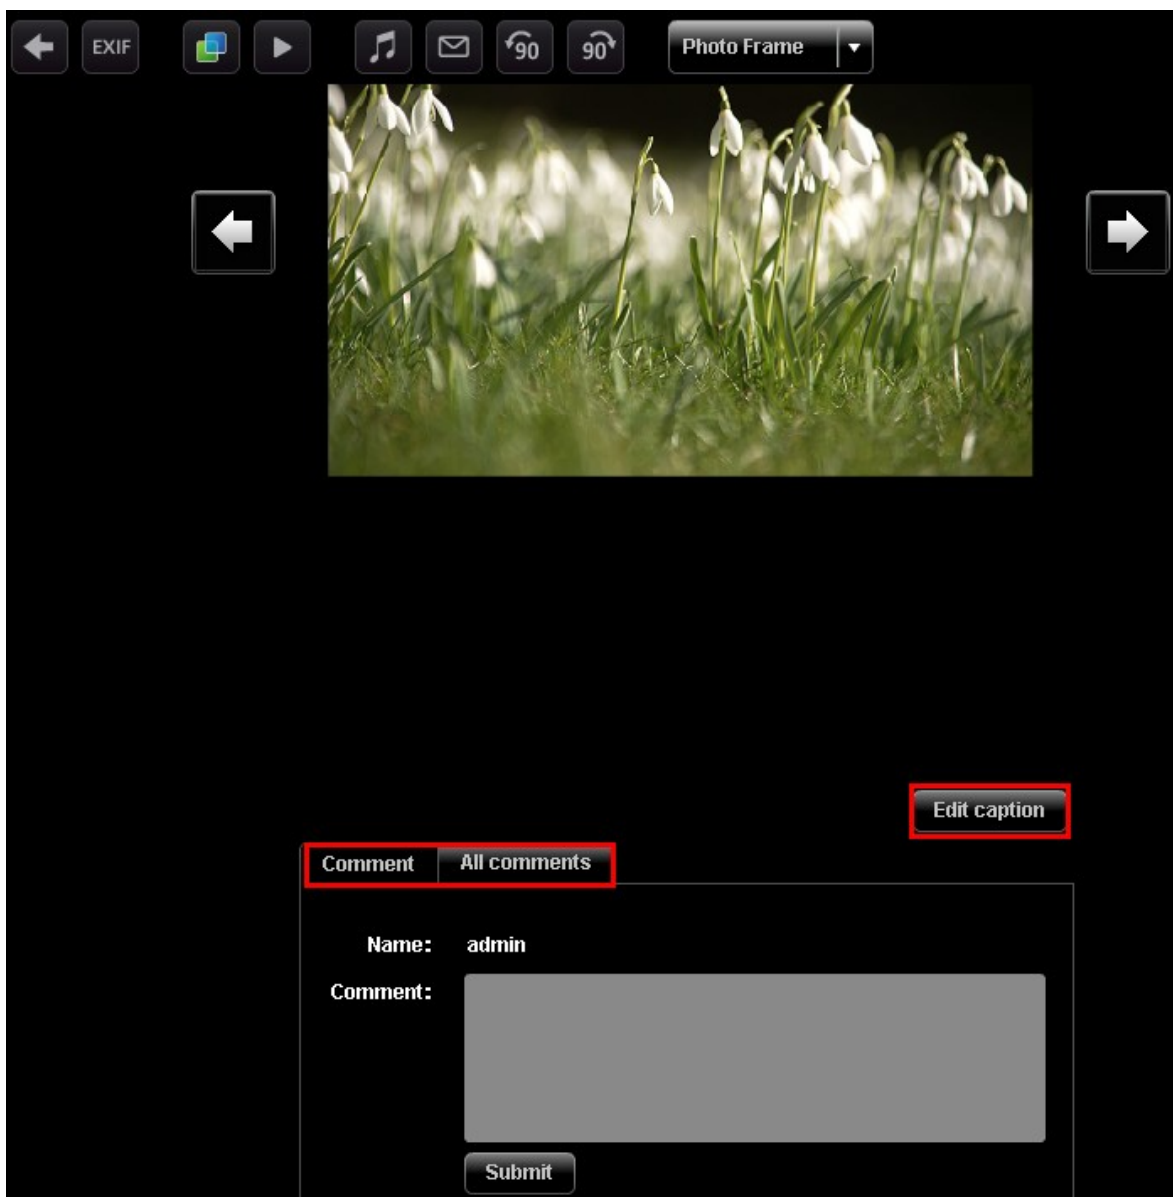 EXIF 90 90 Photo Frame
Edit caption
Comment All comments
Name: admin
Comment:
Submit